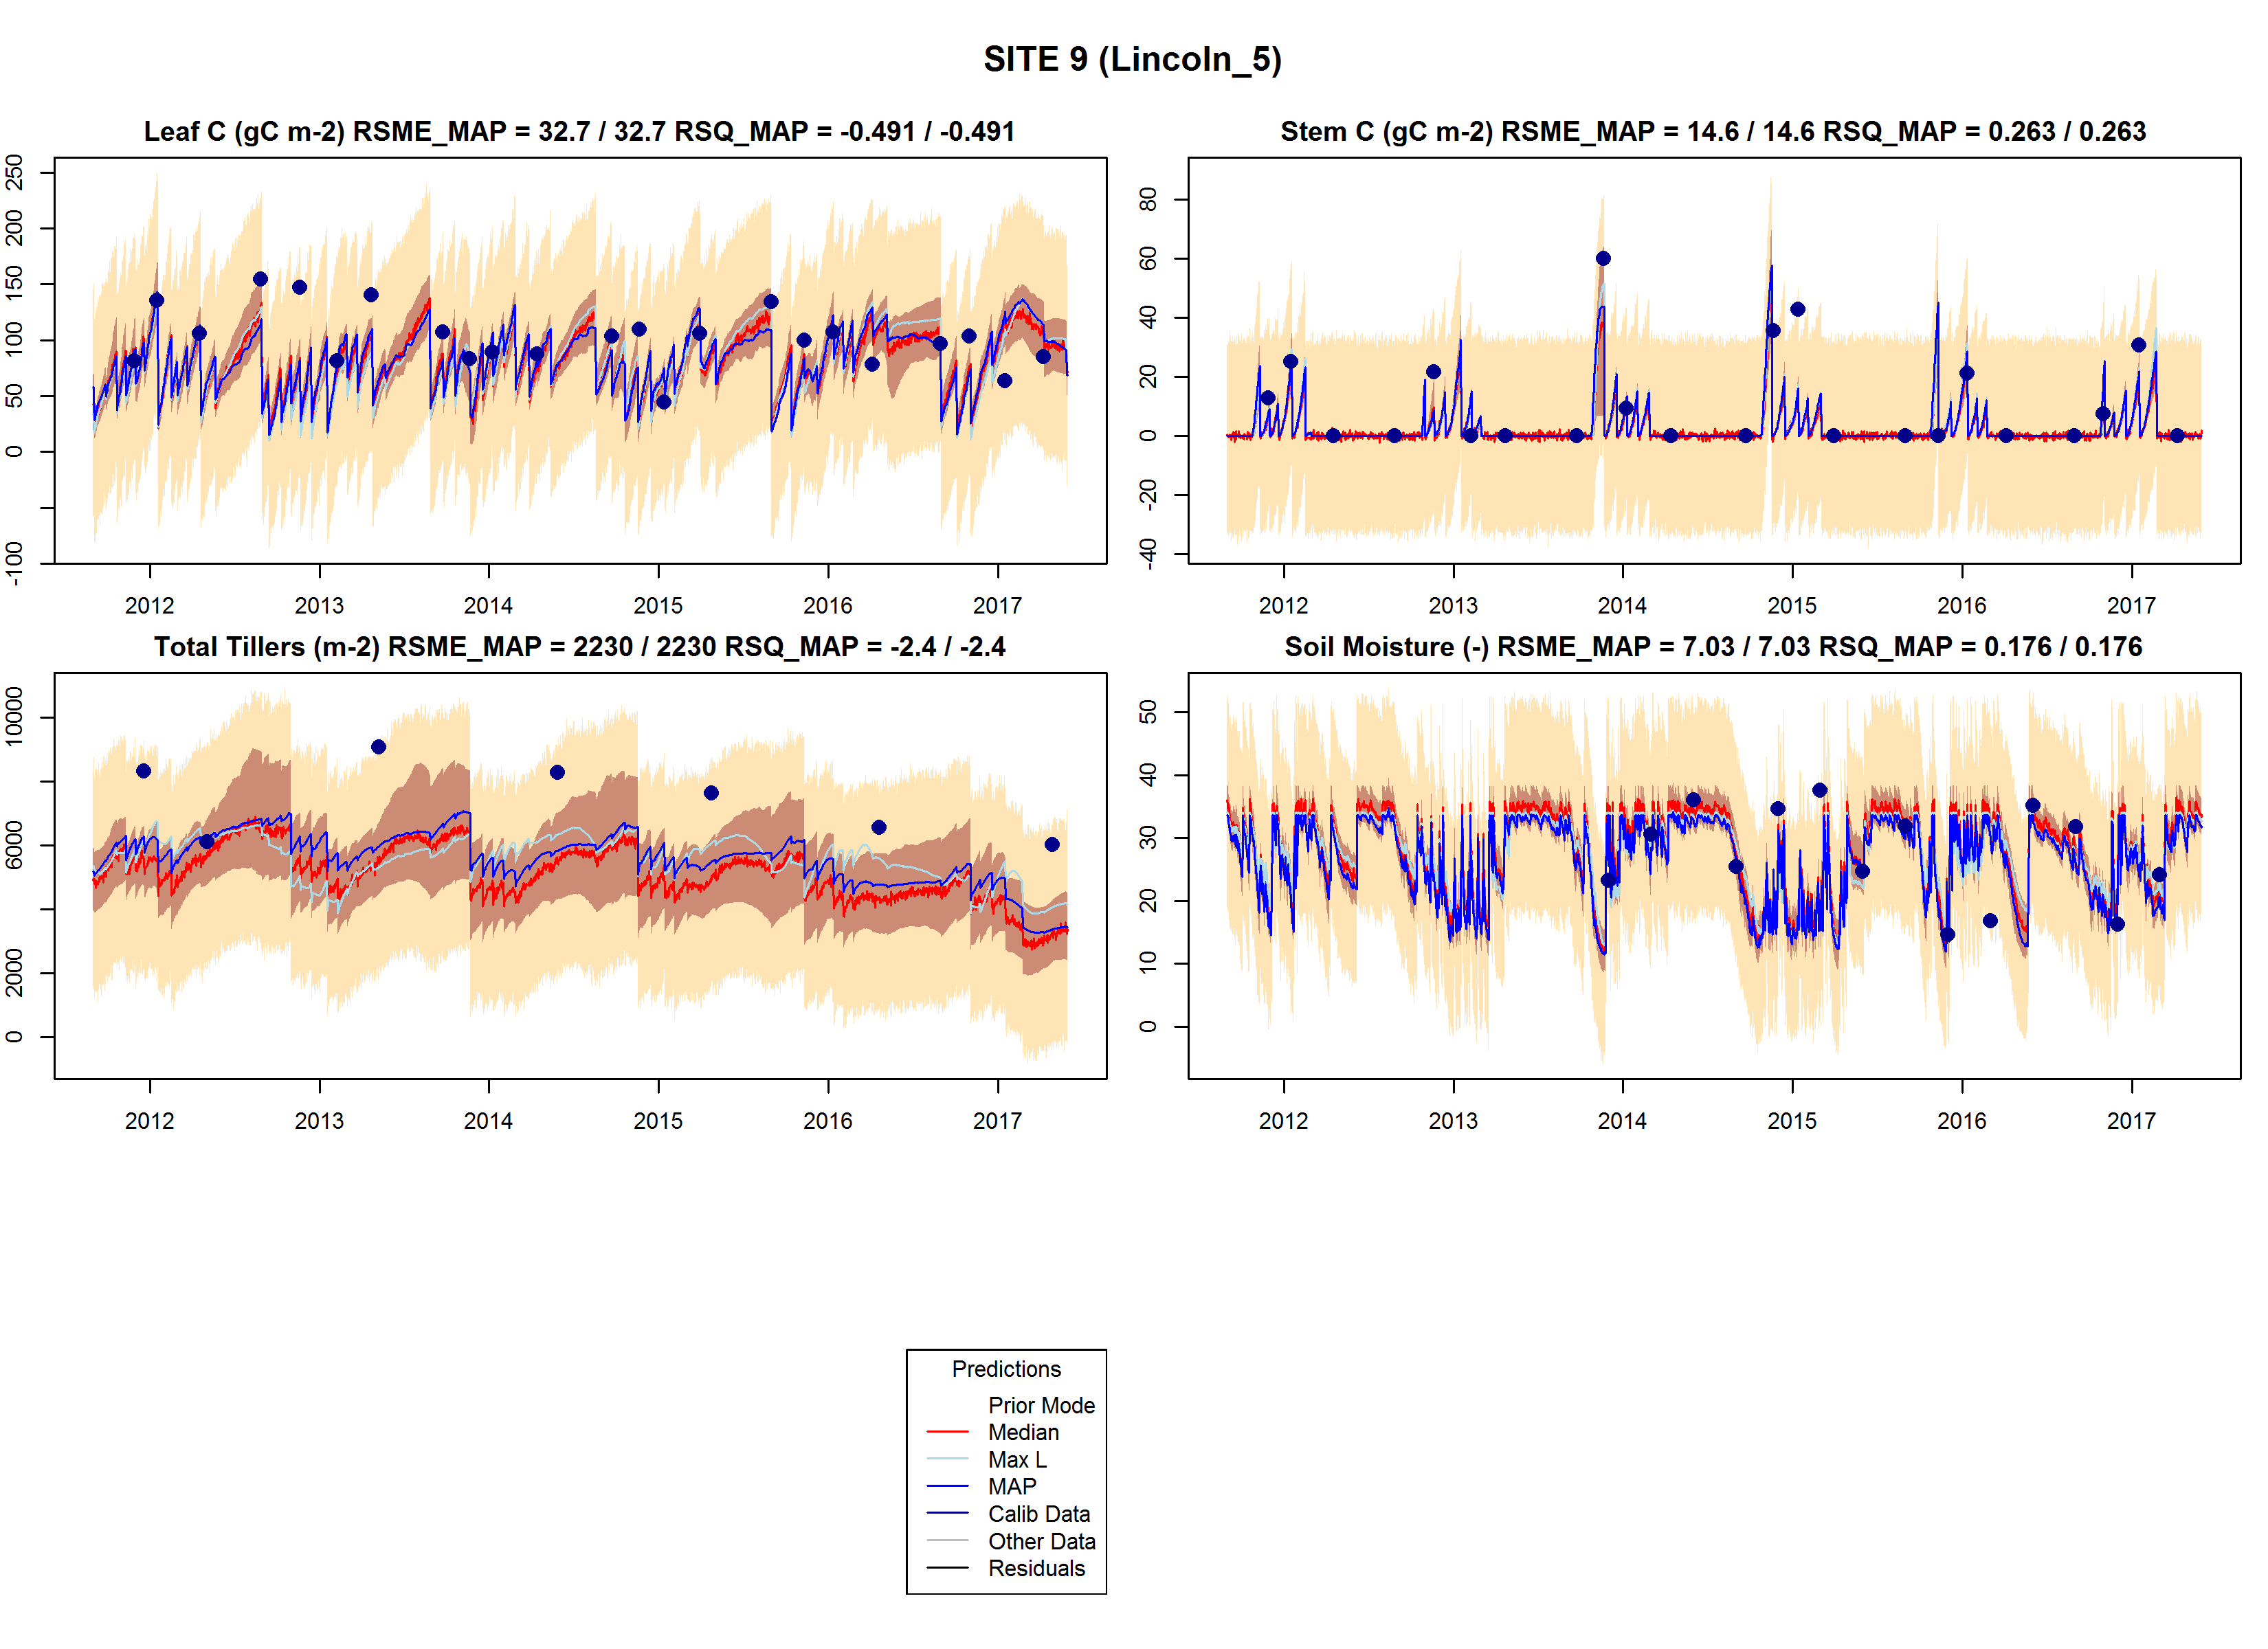 SITE 9 (Lincoln_5)
Leaf C (gC m-2) RSME_MAP = 32.7 / 32.7 RSQ_MAP = -0.491 / -0.491
250
200
150
100
50
0
-100
2012 2013 2014 2015 2016 2017
Stem C (gC m-2) RSME_MAP = 14.6 / 14.6 RSQ_MAP = 0.263 / 0.263
80
60
40
20
0
-20
-40
2012 2013 2014 2015 2016 2017
Total Tillers (m-2) RSME_MAP = 2230 / 2230 RSQ_MAP = -2.4 / -2.4
10000
6000
2000
0
2012 2013 2014 2015 2016 2017
Soil Moisture (-) RSME_MAP = 7.03 / 7.03 RSQ_MAP = 0.176 / 0.176
50
40
30
20
10
0
2012 2013 2014 2015 2016 2017
Predictions
Prior Mode
Median
Max L
MAP
Calib Data
Other Data
Residuals